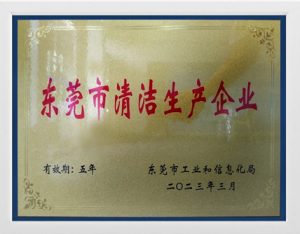 东莞市清洁生产企业
有效期：五年
东莞市工业和信息化局
二〇二三年三月